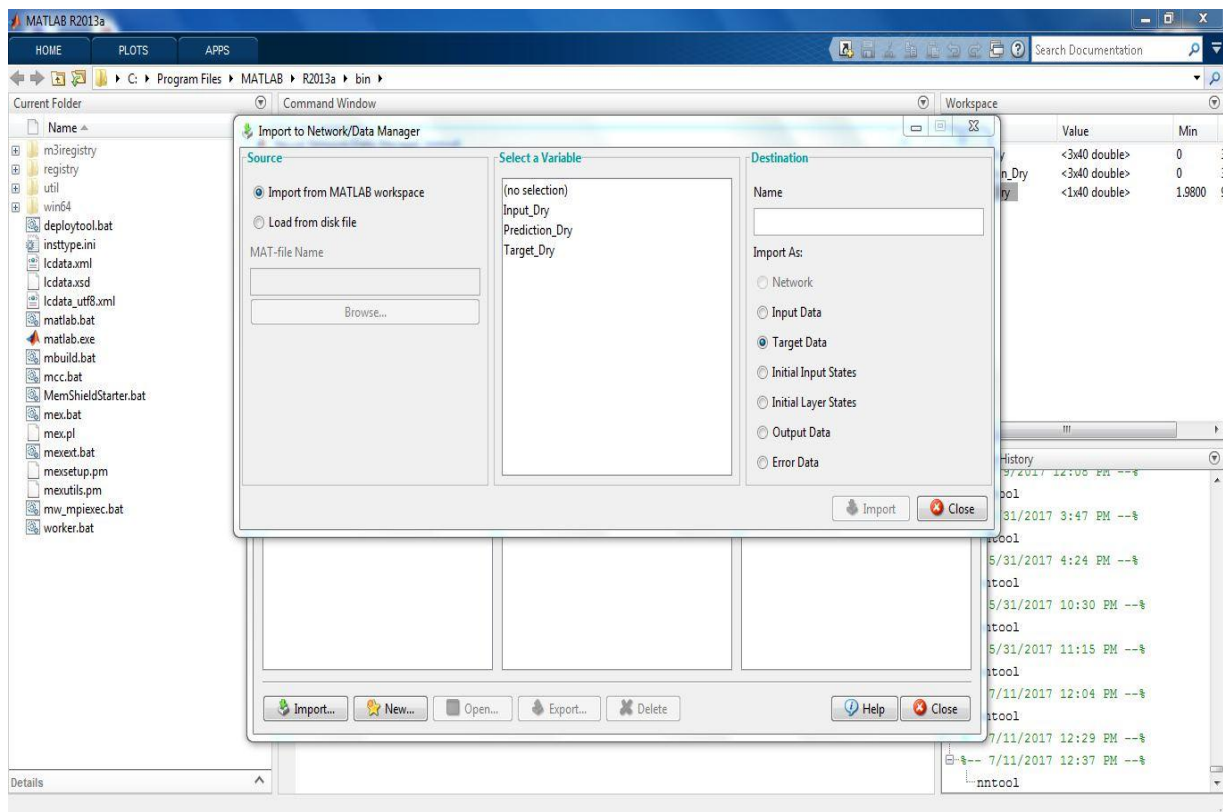 MATLAB R2013a
HOME PLOTS APPS
Search Documentation
C: ▸ Program Files ▸ MATLAB ▸ R2013a ▸ bin ▸
Current Folder
Name
m3iregistry
registry
util
win64
deploytool.bat
insttype.ini
lcdata.xml
lcdata.xsd
lcdata_utf8.xml
matlab.bat
matlab.exe
mbuild.bat
mcc.bat
MemShieldStarter.bat
mex.bat
mex.pl
mexext.bat
mexsetup.pm
mexutils.pm
mw_mpiexec.bat
worker.bat
Details
Command Window
Import to Network/Data Manager
Source
Import from MATLAB workspace
Load from disk file
MAT-file Name
Browse...
Select a Variable
(no selection)
Input_Dry
Prediction_Dry
Target_Dry
Destination
Name
Import As:
Network
Input Data
Target Data
Initial Input States
Initial Layer States
Output Data
Error Data
Import
Close
Import...
New...
Open...
Export...
Delete
Help
Close
Workspace
Value Min
y <3x40 double> 0
n_Dry <3x40 double> 0
ry <1x40 double> 1.9800
History
9/2017 12:08 PM --%
ool
31/2017 3:47 PM --%
ntool
5/31/2017 4:24 PM --%
ntool
5/31/2017 10:30 PM --%
ntool
5/31/2017 11:15 PM --%
ntool
7/11/2017 12:04 PM --%
ntool
7/11/2017 12:29 PM --%
%-- 7/11/2017 12:37 PM --%
nntool